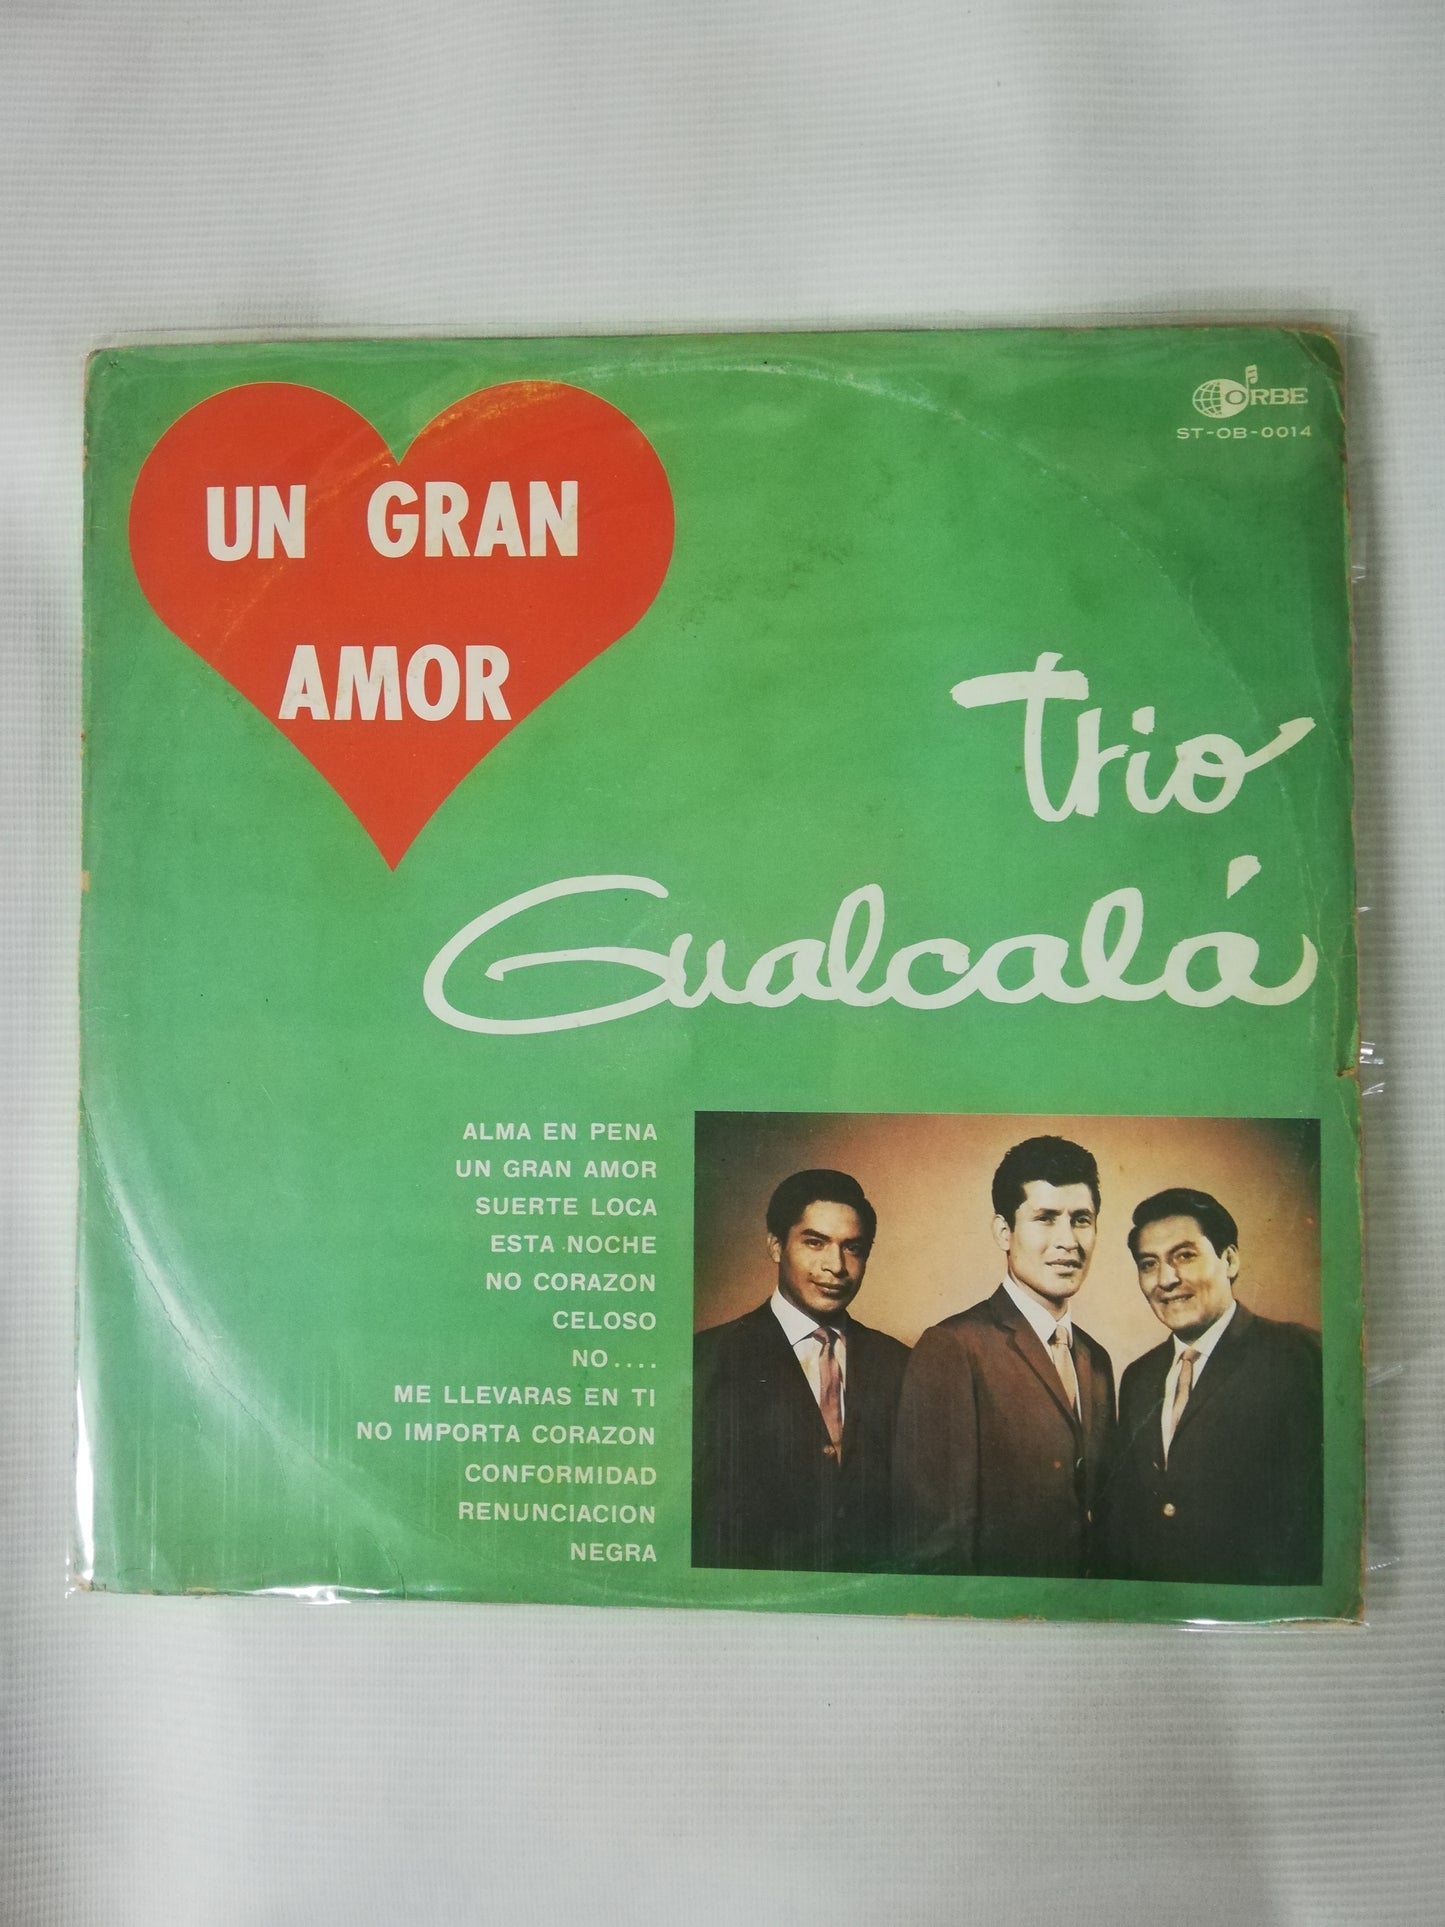 UN GRAN
AMOR
ORBE
ST-OB-0014
trio
Gualcalá
ALMA EN PENA
UN GRAN AMOR
SUERTE LOCA
ESTA NOCHE
NO CORAZON
CELOSO
NO....
ME LLEVARAS EN TI
NO IMPORTA CORAZON
CONFORMIDAD
RENUNCIACION
NEGRA